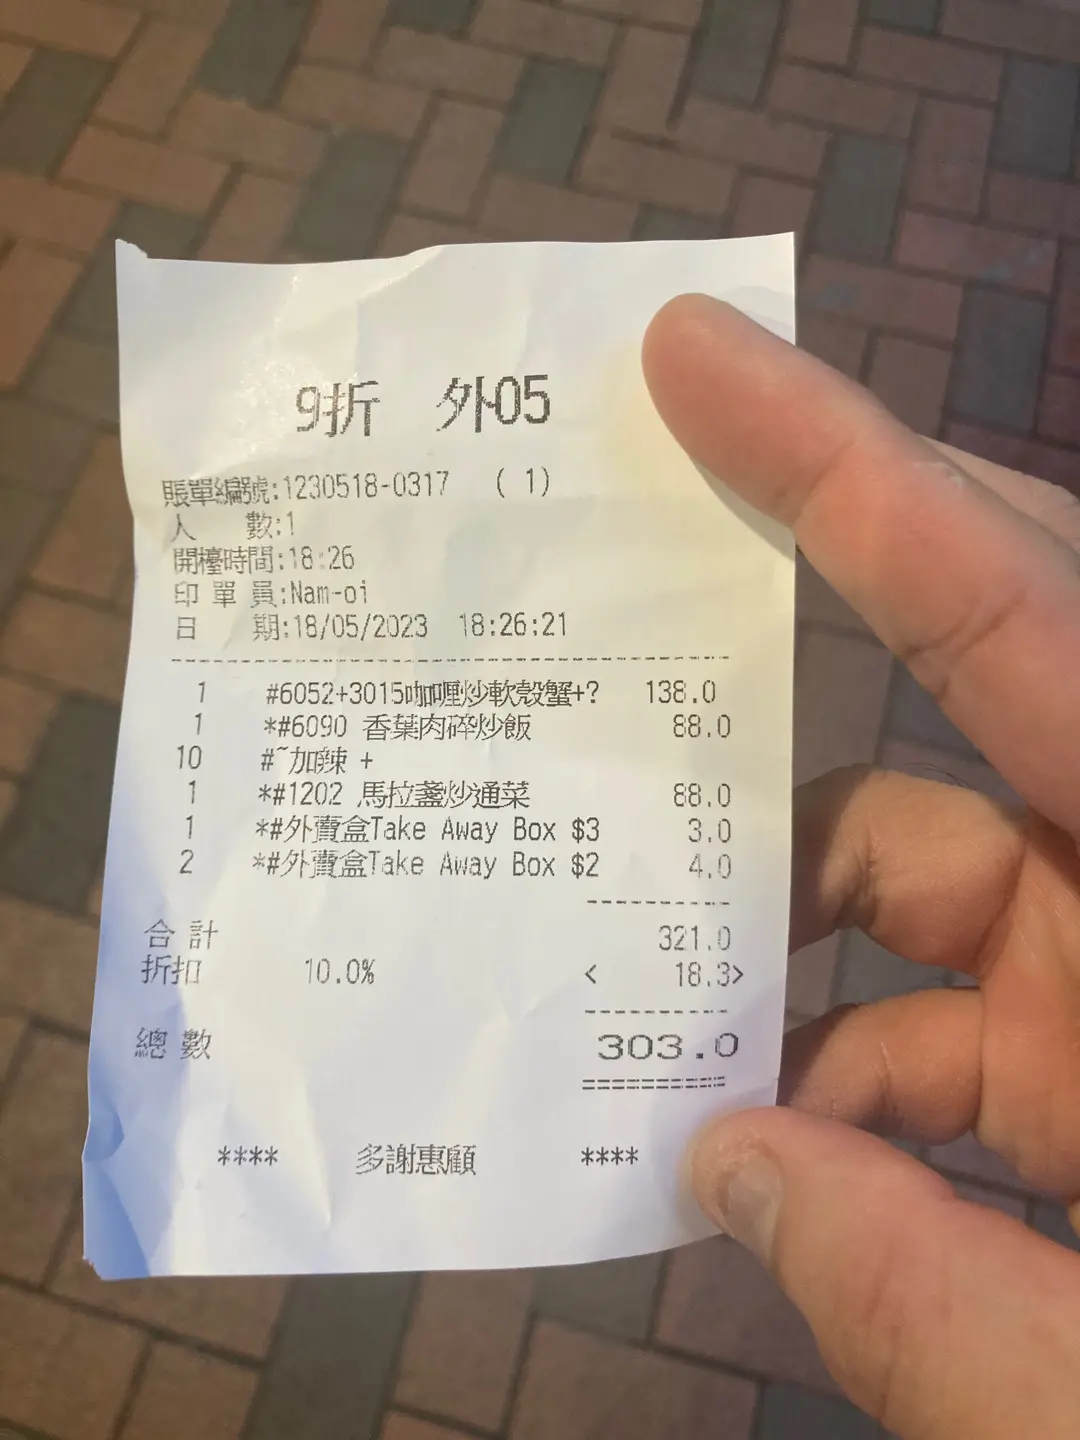 9折 外05
賬單編號:1230518-0317 (1)
人 數:1
開檯時間:18:26
印單員:Nam-oi
日 期:18/05/2023 18:26:21
1 #6052+3015咖喱炒軟殼蟹+? 138.0
1 *#6090 香葉肉碎炒飯 88.0
10 #~加辣 +
1 *#1202 馬拉盞炒通菜 88.0
1 *#外賣盒Take Away Box $3 3.0
2 *#外賣盒Take Away Box $2 4.0
合計 321.0
折扣 10.0% < 18.3>
總數 303.0
**** 多謝惠顧 ****